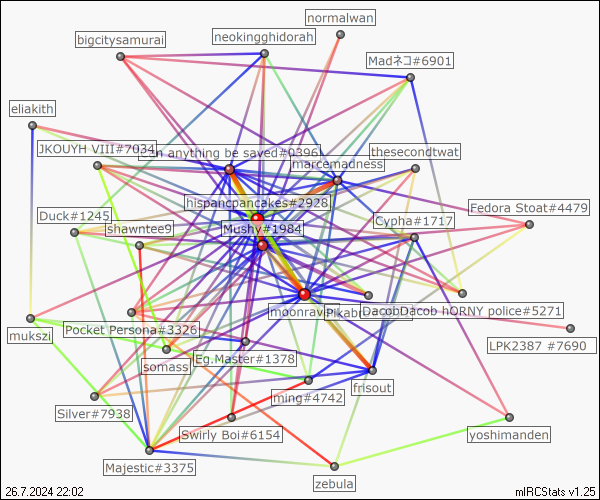 normalwan
bigcitysamurai
neokingghidorah
Madネコ#6901
eliakith
JKOUYH VIII#7034
an anything be saved#0396
thesecondtwat
marcemadness
hispancpancakes#2928
Fedora Stoat#4479
Duck#1245
Cypha#1717
shawntee9
Mushy#1984
moonrav
DacobDacob hORNY police#5271
Pocket Persona#3326
mukszi
LPK2387 #7690
Eg.Master#1378
somass
frisout
ming#4742
Silver#7938
Swirly Boi#6154
yoshimanden
Majestic#3375
zebula
26.7.2024 22:02
mIRCStats v1.25